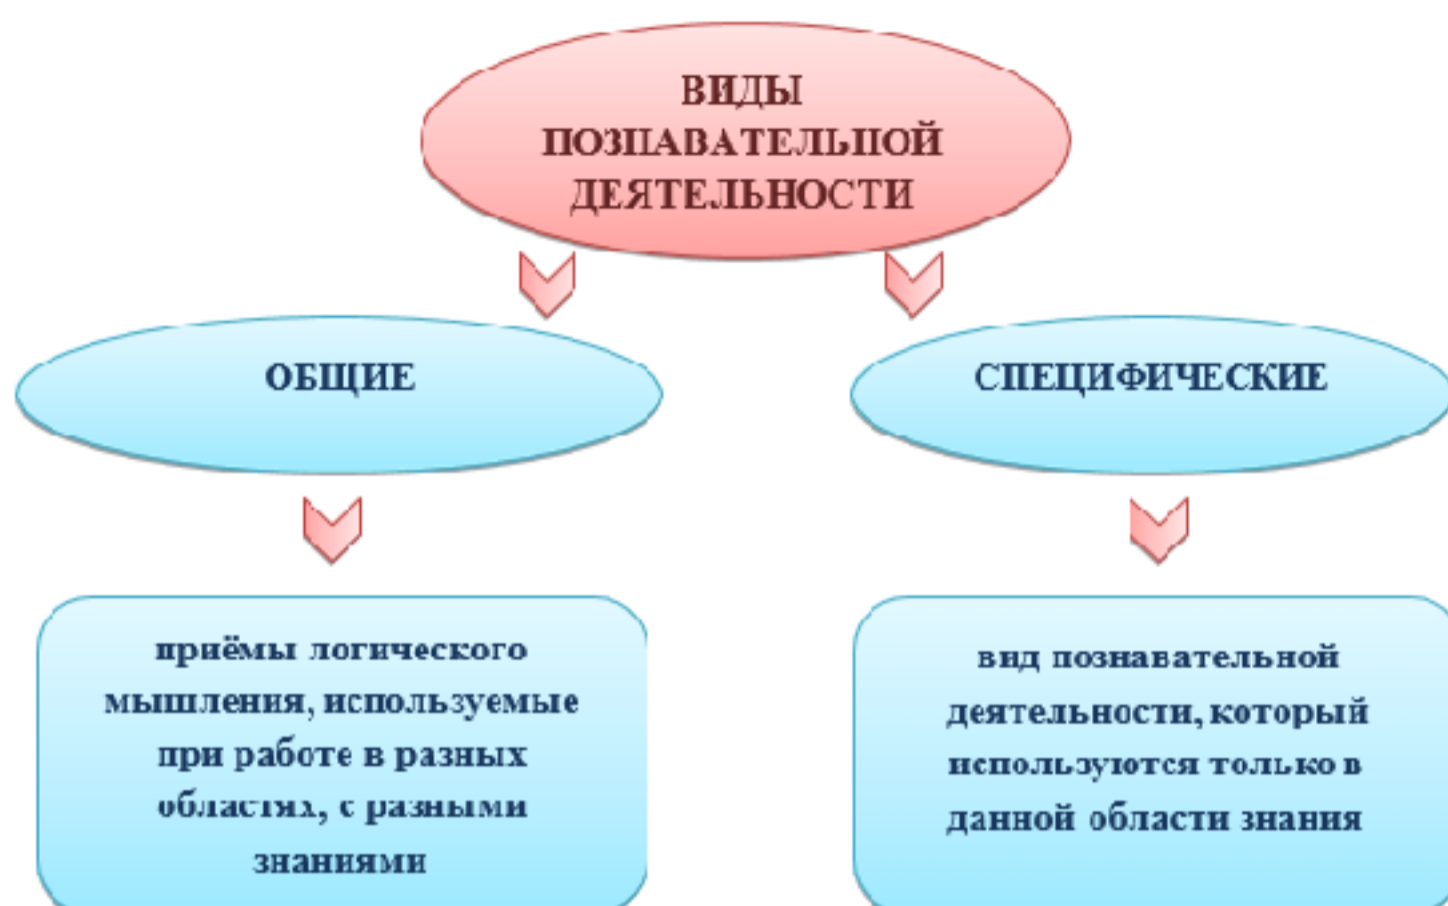 ВИДЫ
ПОЗНАВАТЕЛЬНОЙ
ДЕЯТЕЛЬНОСТИ
ОБЩИЕ
СПЕЦИФИЧЕСКИЕ
приёмы логического
мышления, используемые
при работе в разных
областях, с разными
знаниями
вид познавательной
деятельности, который
используются только в
данной области знания